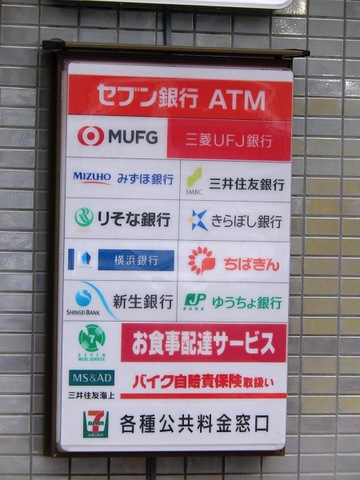 セブン銀行 ATM
MUFG 三菱UFJ銀行
MIZUHO みずほ銀行
SMBC 三井住友銀行
りそな銀行
きらぼし銀行
横浜銀行
ちばぎん
SHINSEI BANK 新生銀行
JP BANK ゆうちょ銀行
7 SEVEN MEAL SERVICE お食事配達サービス
MS&AD 三井住友海上
バイク自賠責保険取扱い
7 ELEVEN 各種公共料金窓口